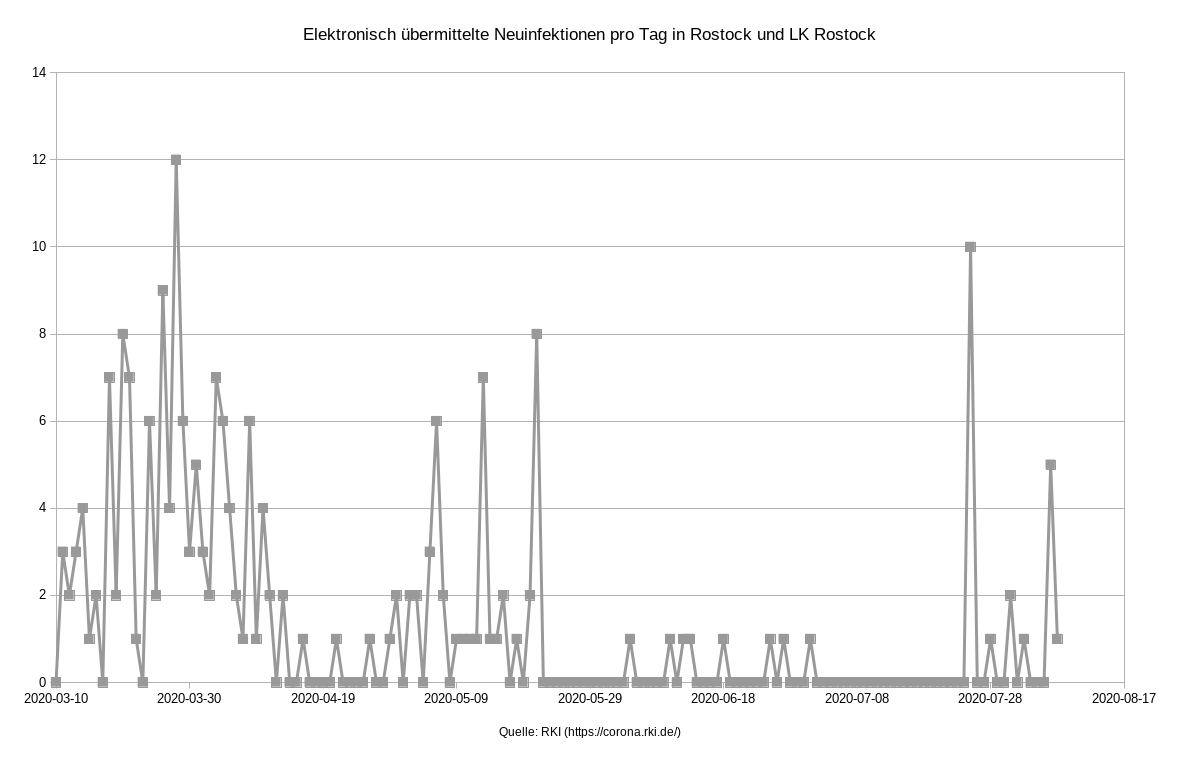 Elektronisch übermittelte Neuinfektionen pro Tag in Rostock und LK Rostock
14
12
10
8
6
4
2
0
2020-03-10 2020-03-30 2020-04-19 2020-05-09 2020-05-29 2020-06-18 2020-07-08 2020-07-28 2020-08-17
Quelle: RKI (https://corona.rki.de/)